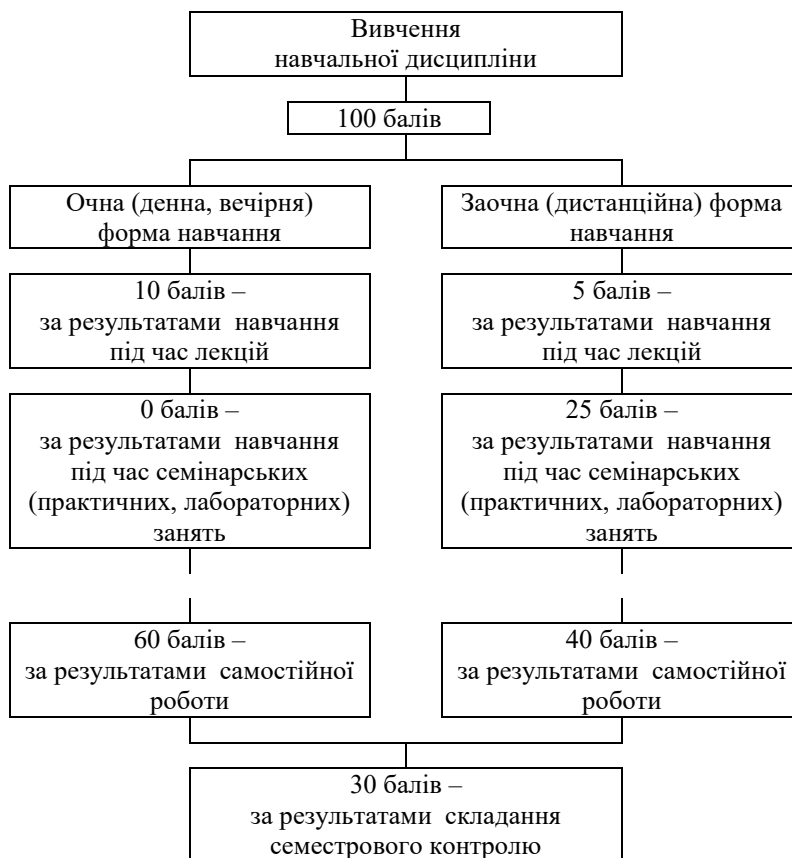 Вивчення
навчальної дисципліни
100 балів
Очна (денна, вечірня)
форма навчання
Заочна (дистанційна) форма
навчання
10 балів –
за результатами навчання
під час лекцій
5 балів –
за результатами навчання
під час лекцій
0 балів –
за результатами навчання
під час семінарських
(практичних, лабораторних)
занять
25 балів –
за результатами навчання
під час семінарських
(практичних, лабораторних)
занять
60 балів –
за результатами самостійної
роботи
40 балів –
за результатами самостійної
роботи
30 балів –
за результатами складання
семестрового контролю